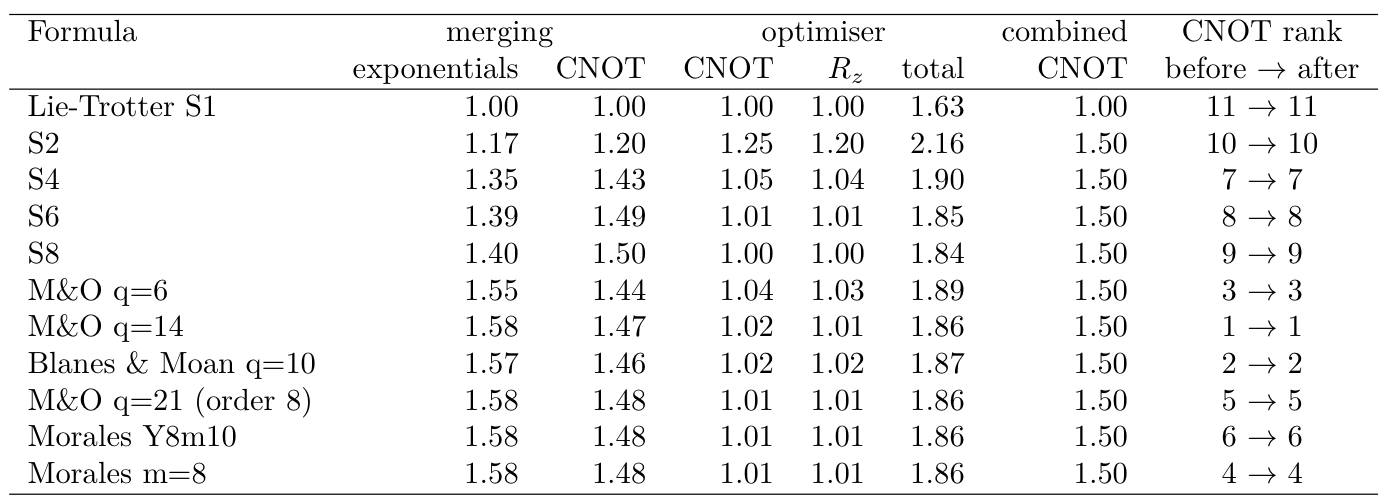 Formula merging optimiser combined CNOT rank
exponentials CNOT CNOT R_z total CNOT before → after
Lie-Trotter S1 1.00 1.00 1.00 1.00 1.63 1.00 11 → 11
S2 1.17 1.20 1.25 1.20 2.16 1.50 10 → 10
S4 1.35 1.43 1.05 1.04 1.90 1.50 7 → 7
S6 1.39 1.49 1.01 1.01 1.85 1.50 8 → 8
S8 1.40 1.50 1.00 1.00 1.84 1.50 9 → 9
M&O q=6 1.55 1.44 1.04 1.03 1.89 1.50 3 → 3
M&O q=14 1.58 1.47 1.02 1.01 1.86 1.50 1 → 1
Blanes & Moan q=10 1.57 1.46 1.02 1.02 1.87 1.50 2 → 2
M&O q=21 (order 8) 1.58 1.48 1.01 1.01 1.86 1.50 5 → 5
Morales Y8m10 1.58 1.48 1.01 1.01 1.86 1.50 6 → 6
Morales m=8 1.58 1.48 1.01 1.01 1.86 1.50 4 → 4